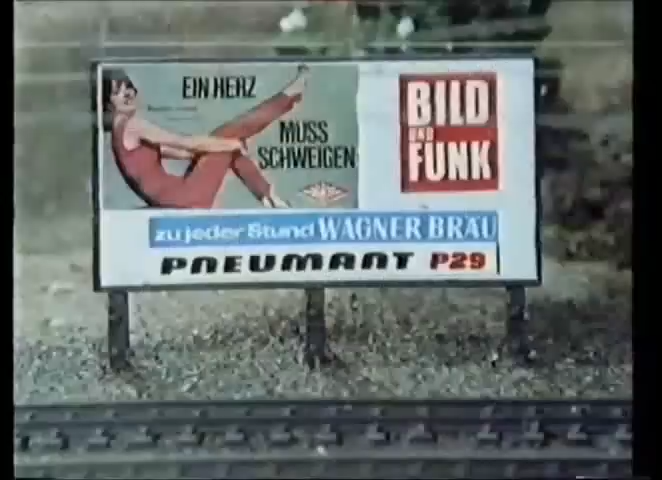 EIN HERZ
MUSS
SCHWEIGEN
BILD
UND
FUNK
zu jeder Stund WAGNER BRÄU
PNEUMANT P29